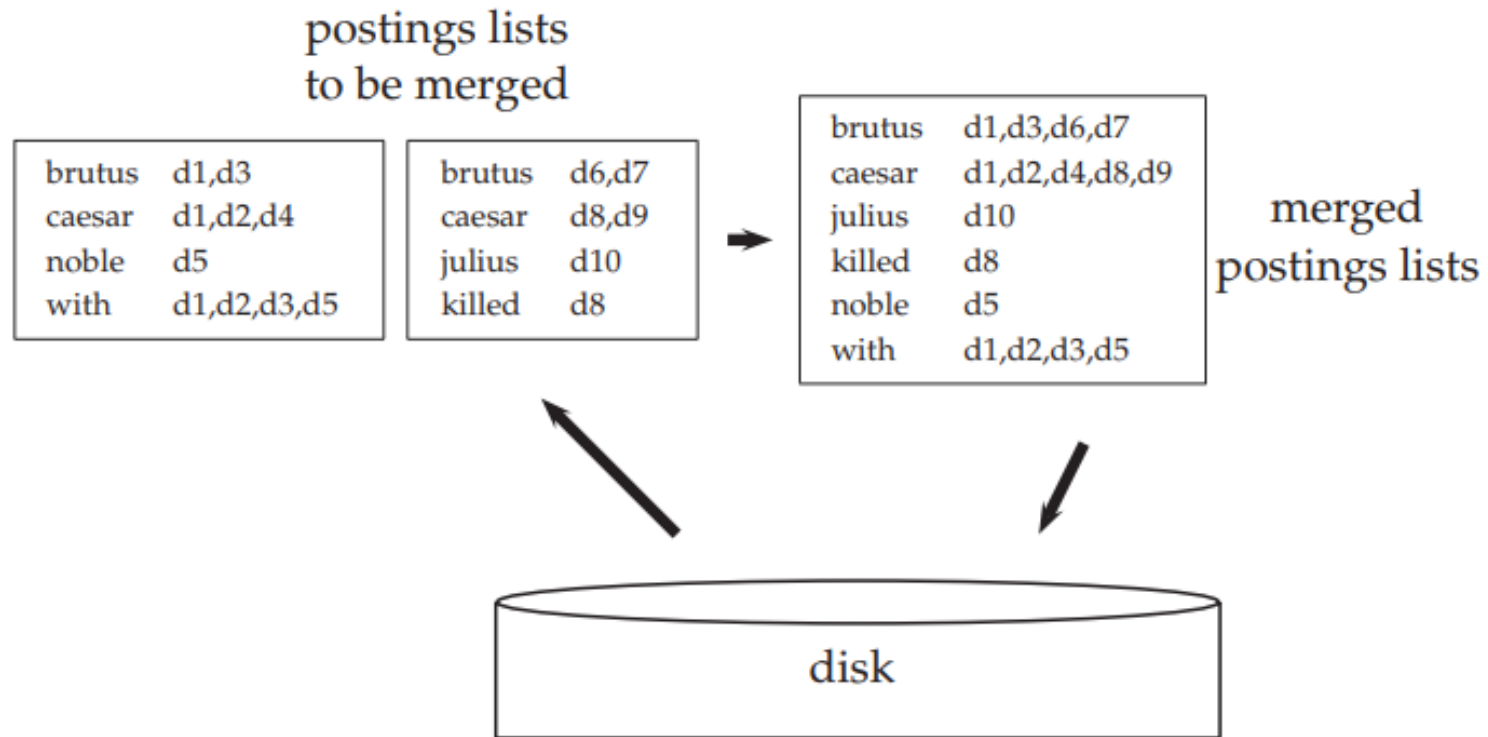 postings lists
to be merged
brutus d1,d3
caesar d1,d2,d4
noble d5
with d1,d2,d3,d5
brutus d6,d7
caesar d8,d9
julius d10
killed d8
brutus d1,d3,d6,d7
caesar d1,d2,d4,d8,d9
julius d10
killed d8
noble d5
with d1,d2,d3,d5
merged
postings lists
disk